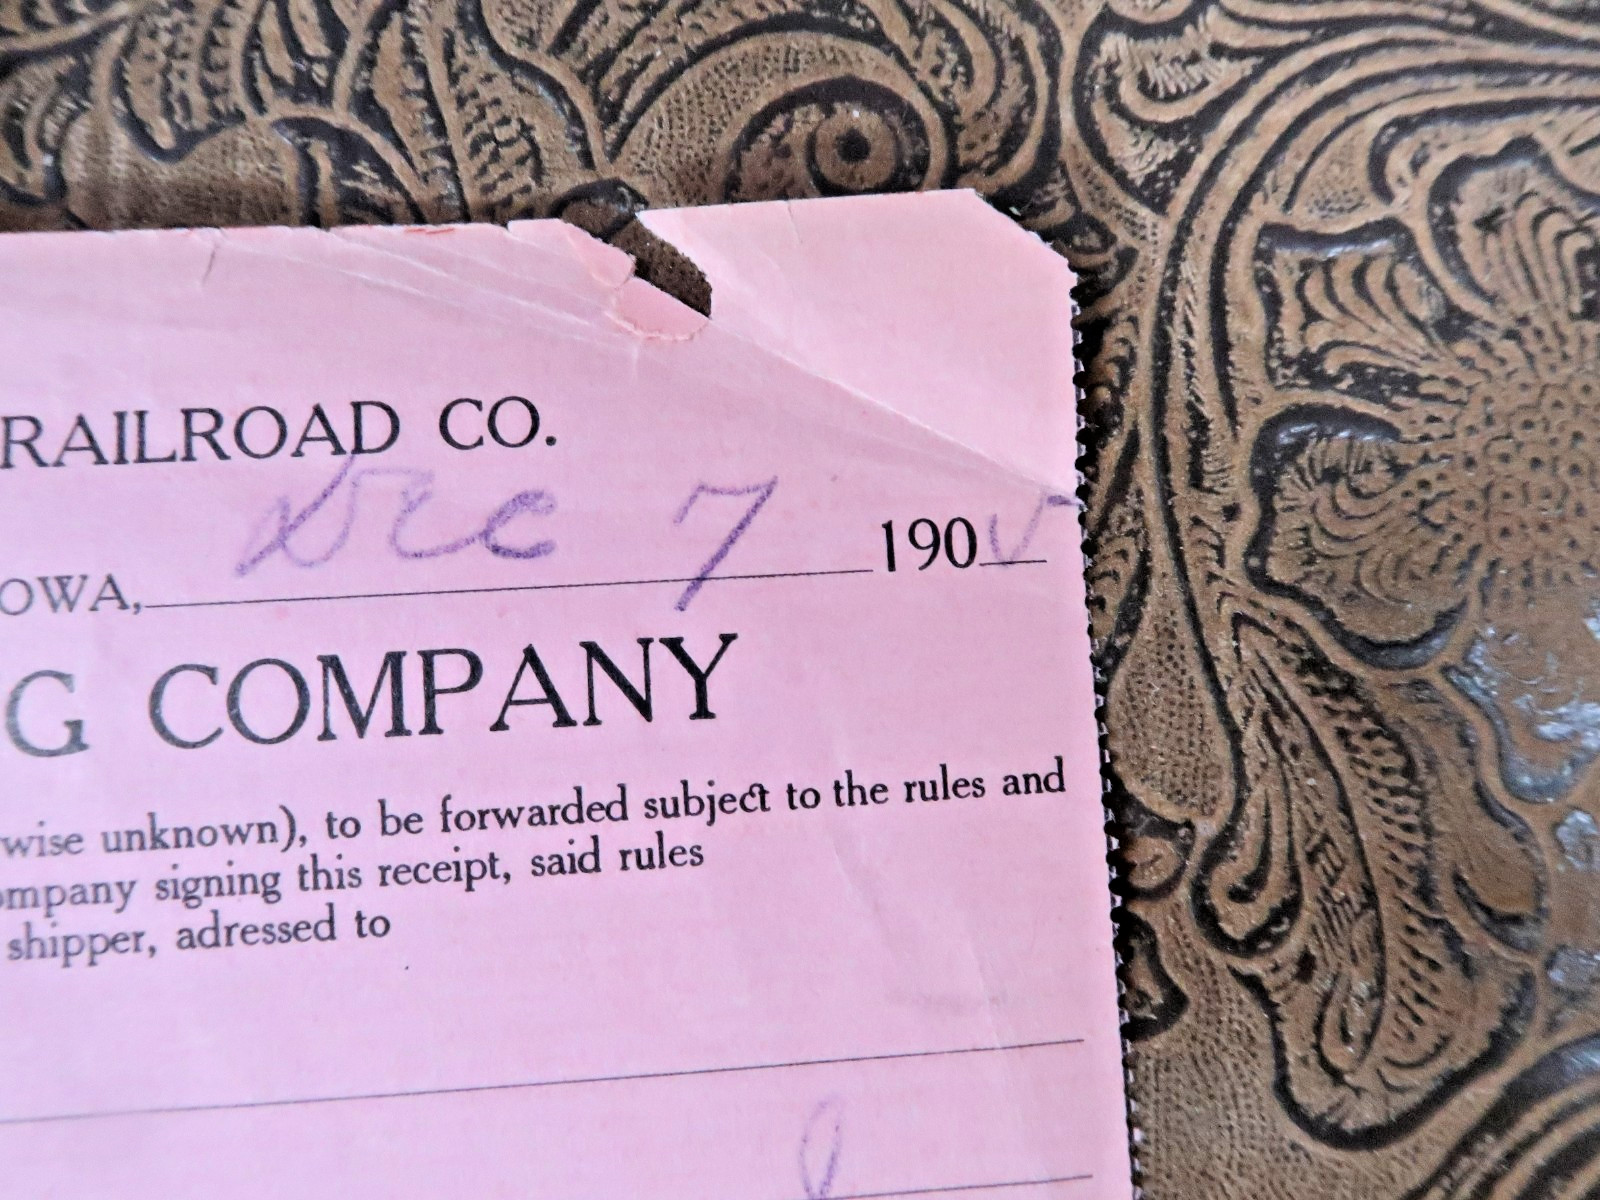 RAILROAD CO.
OWA, Dec 7 1905
G COMPANY
wise unknown), to be forwarded subject to the rules and
ompany signing this receipt, said rules
shipper, adressed to